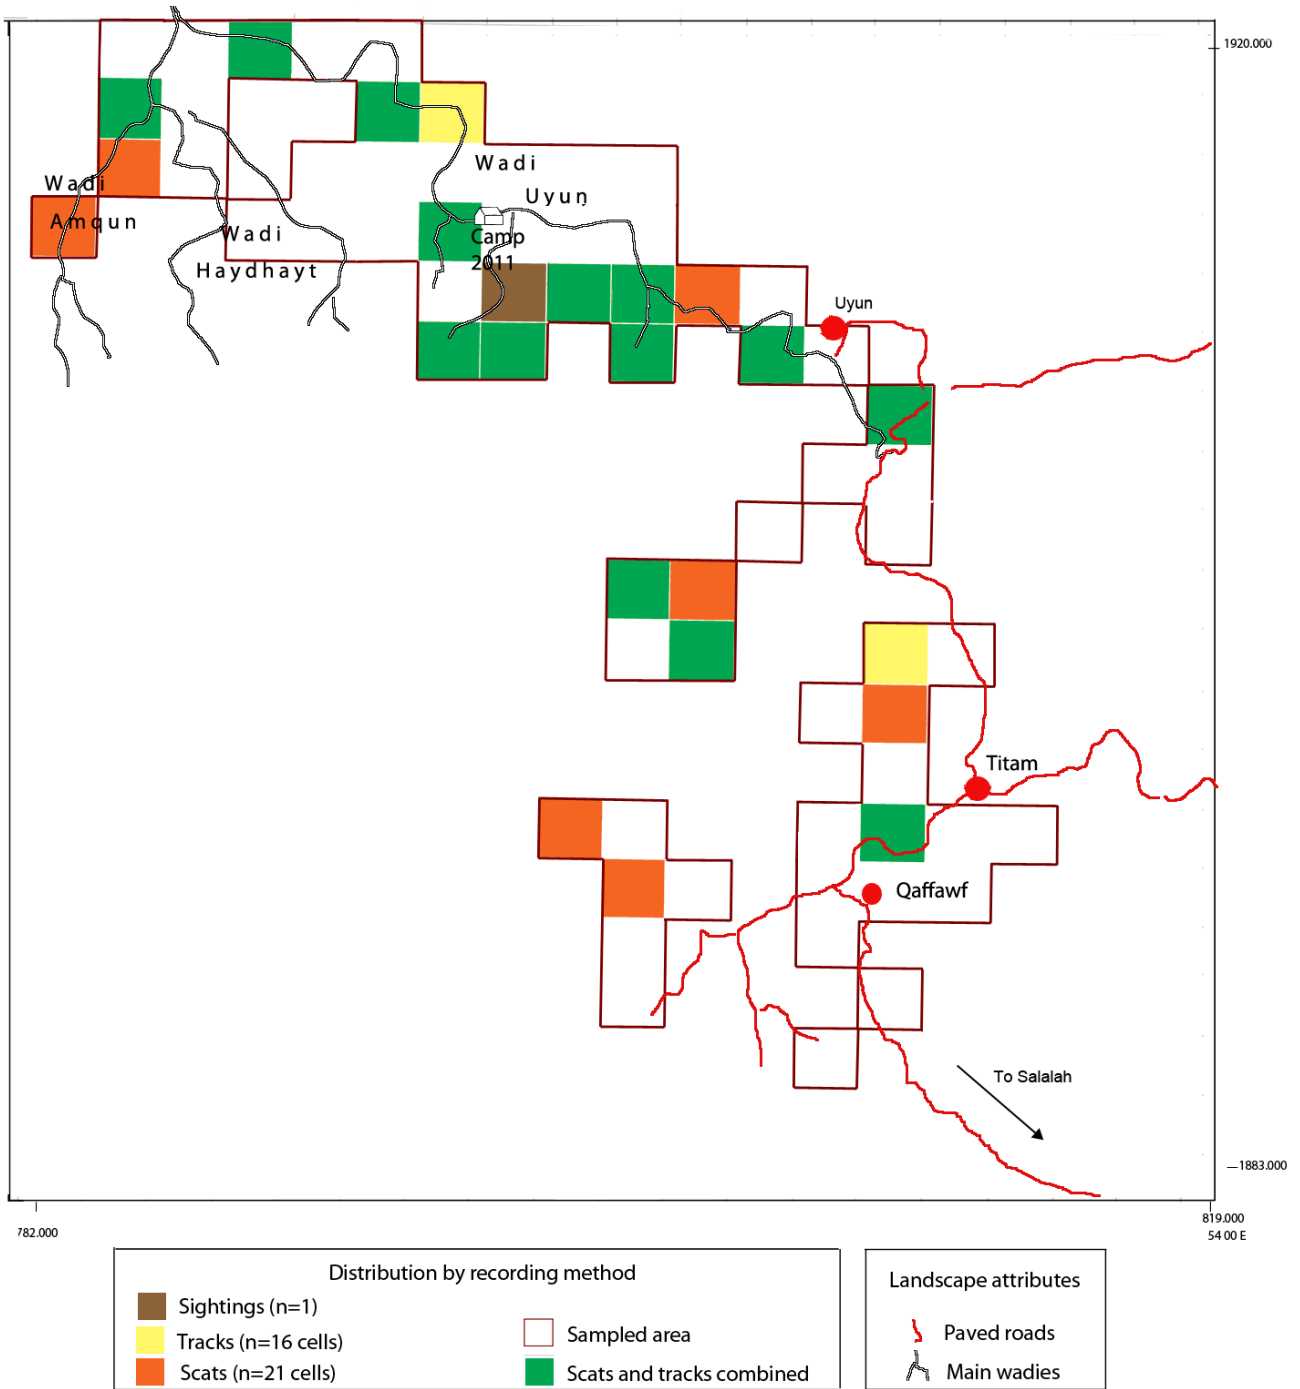 1920.000
Wadi
Uyun
Wadi
Amqun
Wadi
Haydhayt
Camp
2011
Uyun
Titam
Qaffawf
To Salalah
1883.000
782.000
819.000
54 00 E
Distribution by recording method
Sightings (n=1)
Tracks (n=16 cells)
Scats (n=21 cells)
Sampled area
Scats and tracks combined
Landscape attributes
Paved roads
Main wadies